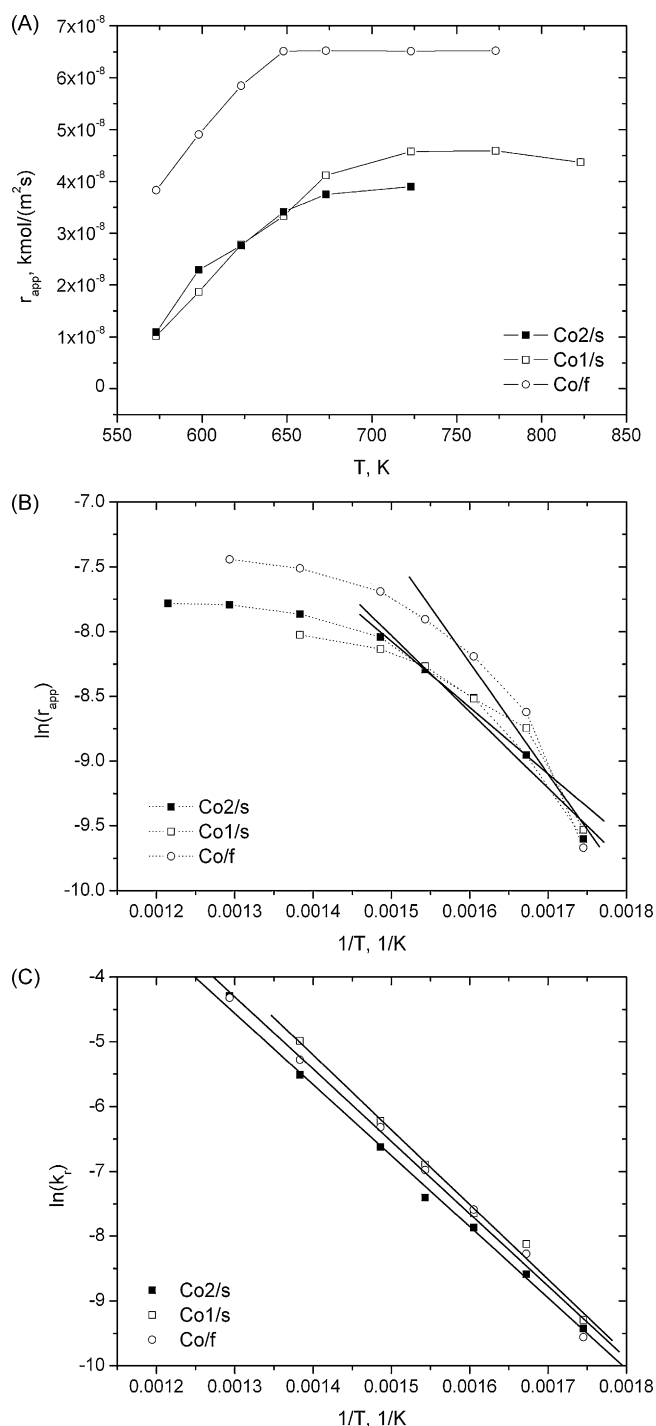 (A)
7x10⁻⁸
6x10⁻⁸
5x10⁻⁸
4x10⁻⁸
3x10⁻⁸
2x10⁻⁸
1x10⁻⁸
0
r_app, kmol/(m²s)
Co2/s
Co1/s
Co/f
550 600 650 700 750 800 850
T, K
(B)
-7.0
-7.5
-8.0
-8.5
-9.0
-9.5
-10.0
ln(r_app)
Co2/s
Co1/s
Co/f
0.0012 0.0013 0.0014 0.0015 0.0016 0.0017 0.0018
1/T, 1/K
(C)
-4
-5
-6
-7
-8
-9
-10
ln(k_r)
Co2/s
Co1/s
Co/f
0.0012 0.0013 0.0014 0.0015 0.0016 0.0017 0.0018
1/T, 1/K